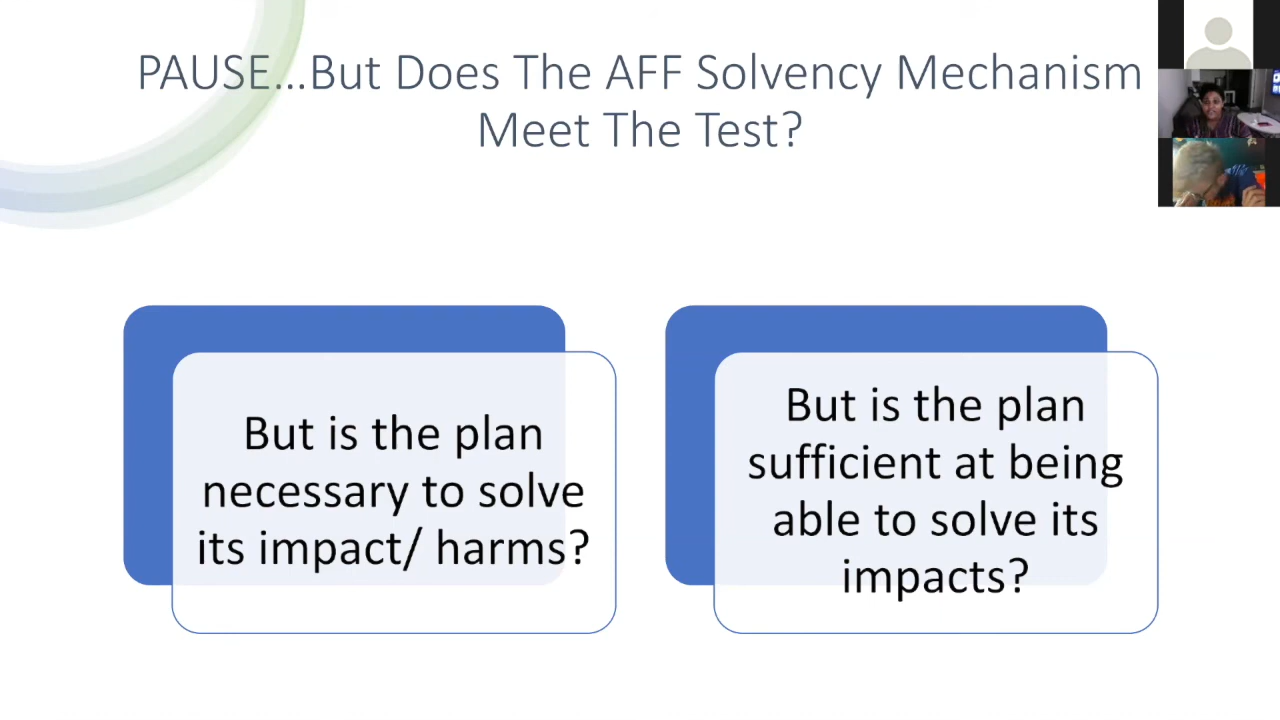 PAUSE...But Does The AFF Solvency Mechanism
Meet The Test?
But is the plan
necessary to solve
its impact/ harms?
But is the plan
sufficient at being
able to solve its
impacts?